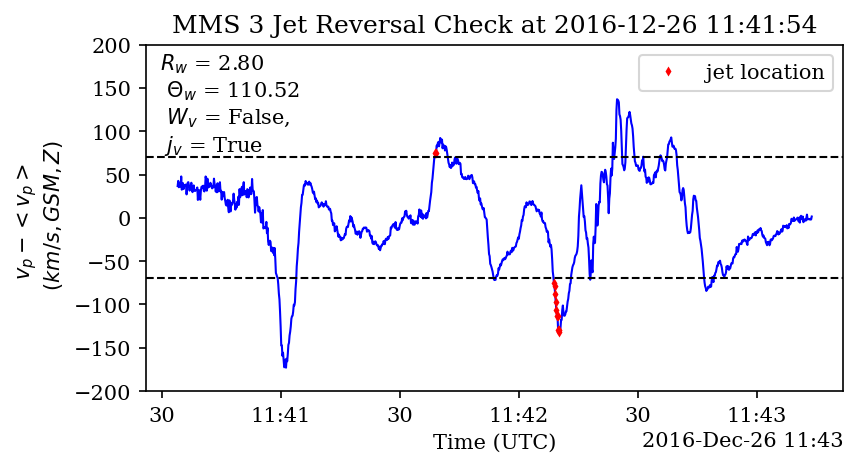 MMS 3 Jet Reversal Check at 2016-12-26 11:41:54
R_w = 2.80
Θ_w = 110.52
W_v = False,
j_v = True
jet location
200
150
100
50
0
−50
−100
−150
−200
v_p − < v_p >
(km/s, GSM, Z)
30 11:41 30 11:42 30 11:43
Time (UTC)
2016-Dec-26 11:43